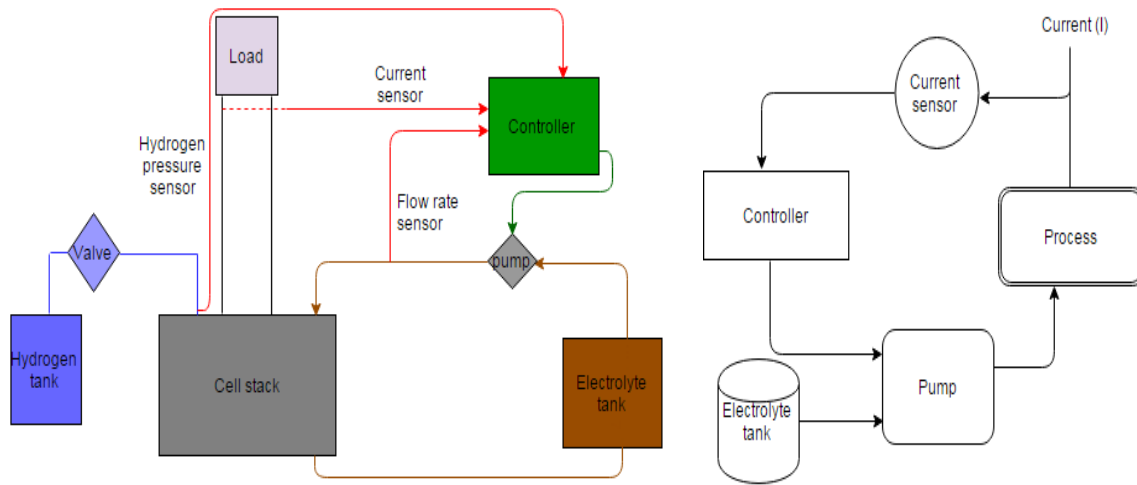 Load
Current
sensor
Controller
Hydrogen
pressure
sensor
Flow rate
sensor
Valve
pump
Hydrogen
tank
Cell stack
Electrolyte
tank
Current (I)
Current
sensor
Controller
Process
Pump
Electrolyte
tank